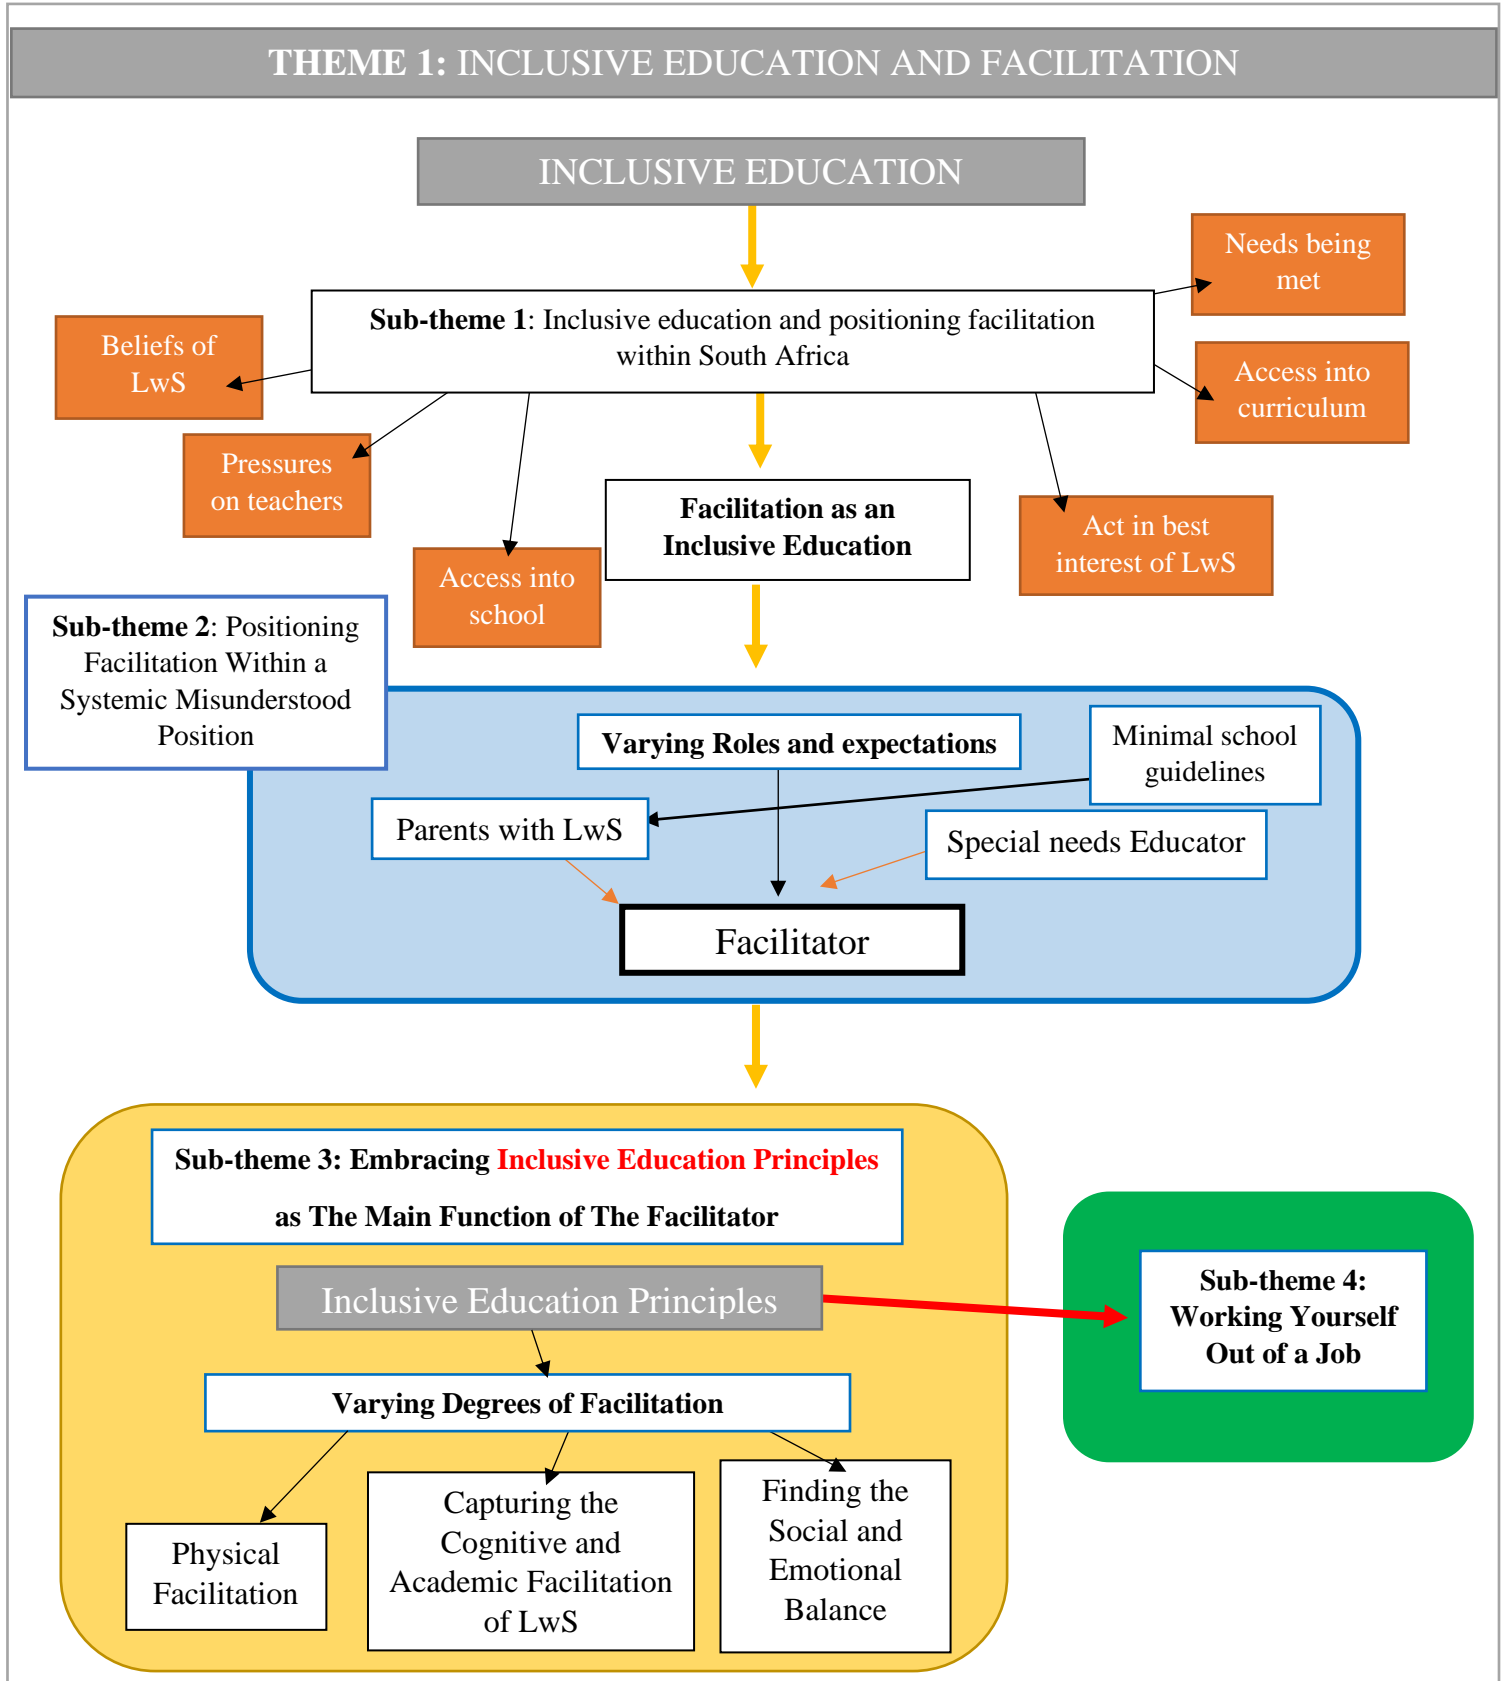 THEME 1: INCLUSIVE EDUCATION AND FACILITATION
INCLUSIVE EDUCATION
Needs being
met
Sub-theme 1: Inclusive education and positioning facilitation
within South Africa
Beliefs of
LwS
Access into
curriculum
Pressures
on teachers
Facilitation as an
Inclusive Education
Act in best
interest of LwS
Access into
school
Sub-theme 2: Positioning
Facilitation Within a
Systemic Misunderstood
Position
Varying Roles and expectations
Minimal school
guidelines
Parents with LwS
Special needs Educator
Facilitator
Sub-theme 3: Embracing Inclusive Education Principles
as The Main Function of The Facilitator
Inclusive Education Principles
Sub-theme 4:
Working Yourself
Out of a Job
Varying Degrees of Facilitation
Physical
Facilitation
Capturing the
Cognitive and
Academic Facilitation
of LwS
Finding the
Social and
Emotional
Balance